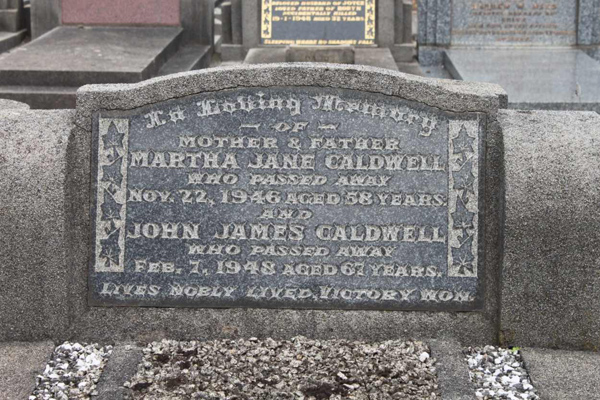 In Loving Memory
– OF –
MOTHER & FATHER
MARTHA JANE CALDWELL
WHO PASSED AWAY
NOV. 22, 1946 AGED 58 YEARS.
AND
JOHN JAMES CALDWELL
WHO PASSED AWAY
FEB. 7, 1948 AGED 67 YEARS.
LIVES NOBLY LIVED, VICTORY WON.